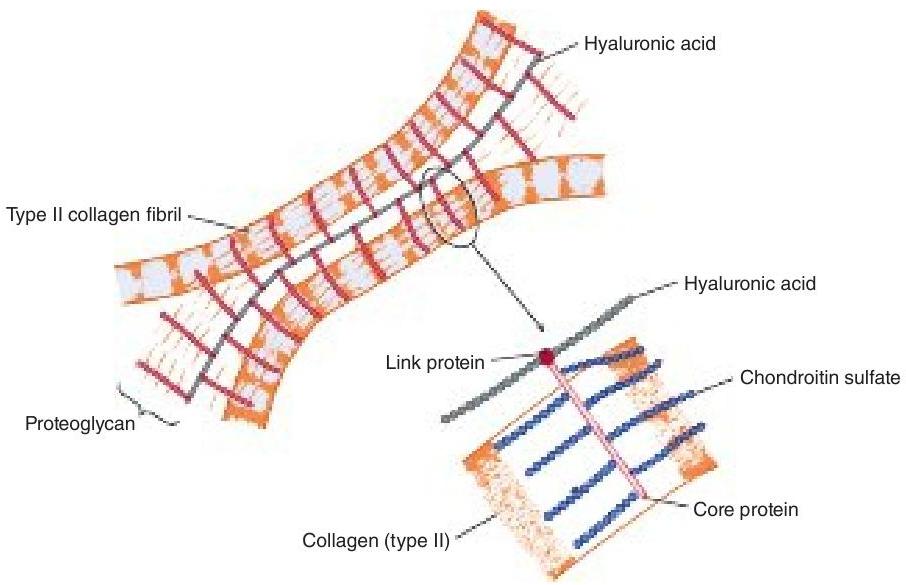 Hyaluronic acid
Type II collagen fibril
Hyaluronic acid
Link protein
Chondroitin sulfate
Proteoglycan
Core protein
Collagen (type II)